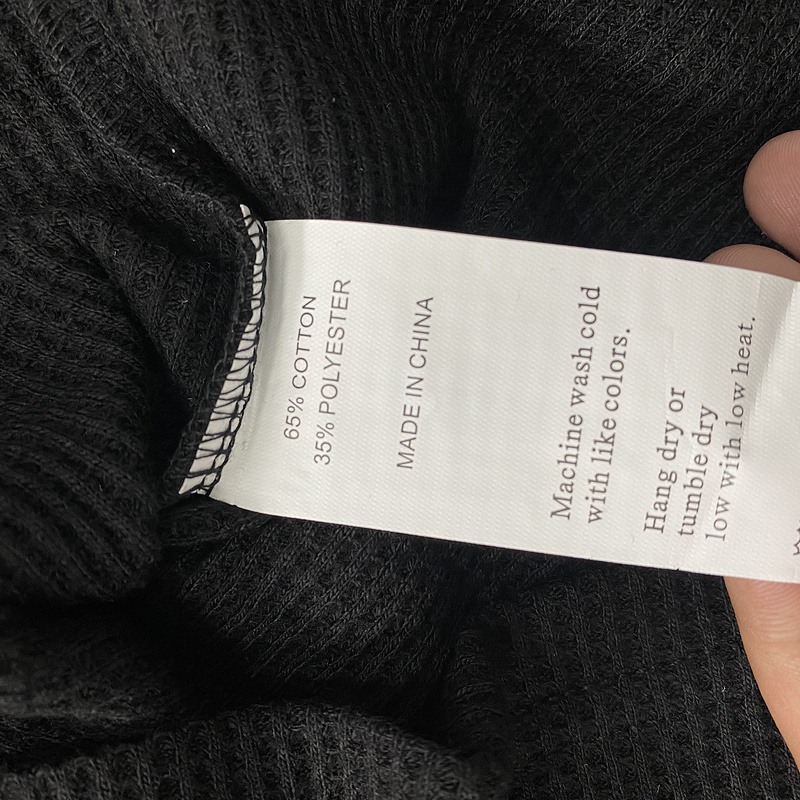 65% COTTON
35% POLYESTER
MADE IN CHINA
Machine wash cold
with like colors.
Hang dry or
tumble dry
low with low heat.